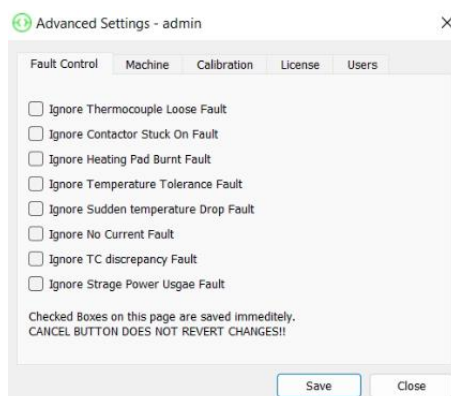 Advanced Settings - admin
Fault Control Machine Calibration License Users
Ignore Thermocouple Loose Fault
Ignore Contactor Stuck On Fault
Ignore Heating Pad Burnt Fault
Ignore Temperature Tolerance Fault
Ignore Sudden temperature Drop Fault
Ignore No Current Fault
Ignore TC discrepancy Fault
Ignore Strage Power Usgae Fault
Checked Boxes on this page are saved immeditely.
CANCEL BUTTON DOES NOT REVERT CHANGES!!
Save Close